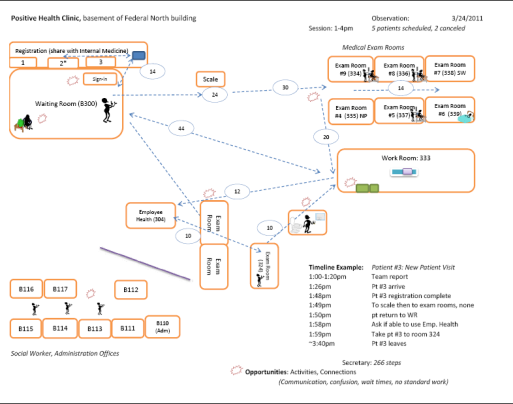 Positive Health Clinic, basement of Federal North building
Observation: 3/24/2011
Session: 1-4pm 5 patients scheduled, 2 canceled
Medical Exam Rooms
Registration (share with Internal Medicine)
1 2* 3
Sign-in
14
Waiting Room (B300)
Scale
24
30
Exam Room #9 (334)
Exam Room #8 (336)
Exam Room #7 (338) SW
14
Exam Room #4 (335) NP
Exam Room #5 (337)
Exam Room #6 (339)
44
20
Work Room: 333
12
Employee Health (304)
10
Exam Room
Exam Room
10
Exam Room (324)
B116 B117 B112
B115 B114 B113 B111 B110 (Adm)
Social Worker, Administration Offices
Timeline Example: Patient #3: New Patient Visit
1:00-1:20pm Team report
1:26pm Pt #3 arrive
1:48pm Pt #3 registration complete
1:49pm To scale then to exam rooms, none
1:50pm pt return to WR
1:58pm Ask if able to use Emp. Health
1:59pm Take pt #3 to room 324
~3:40pm Pt #3 leaves
Secretary: 266 steps
Opportunities: Activities, Connections
(Communication, confusion, wait times, no standard work)